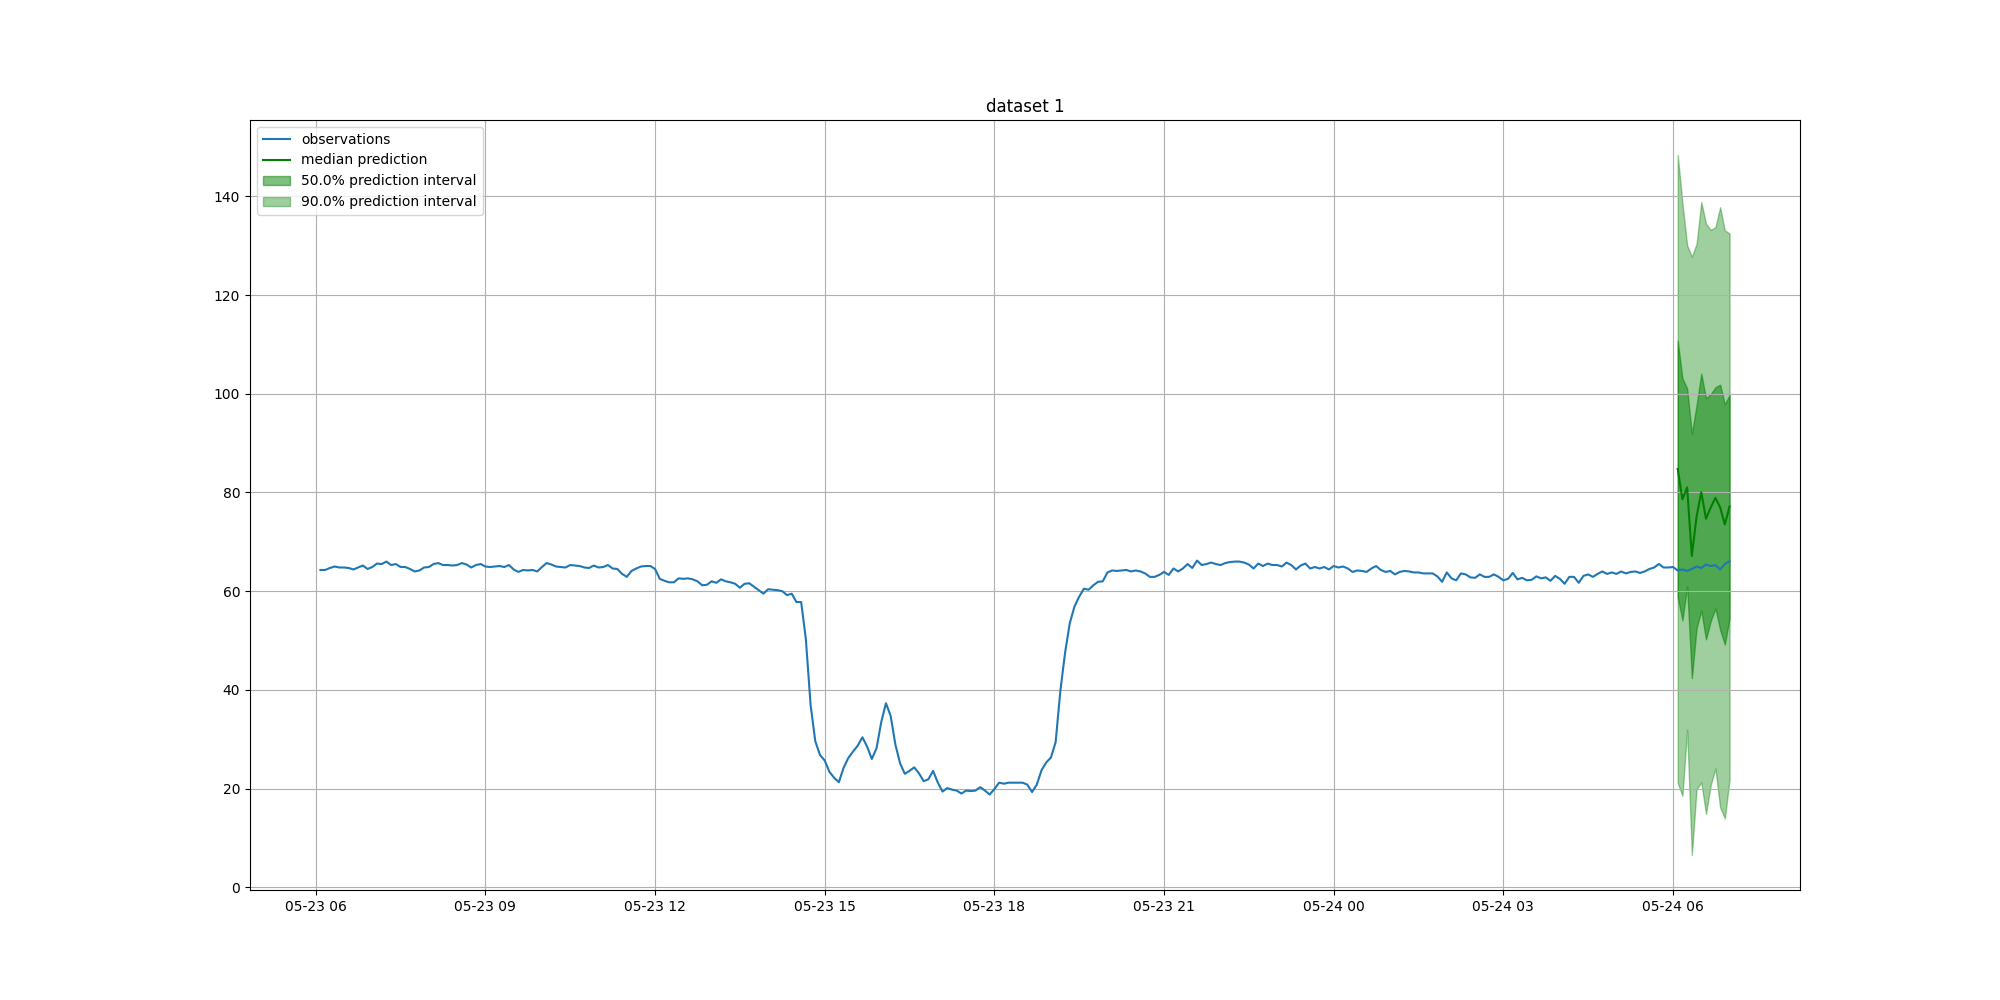 dataset 1
observations
median prediction
50.0% prediction interval
90.0% prediction interval
140
120
100
80
60
40
20
0
05-23 06 05-23 09 05-23 12 05-23 15 05-23 18 05-23 21 05-24 00 05-24 03 05-24 06